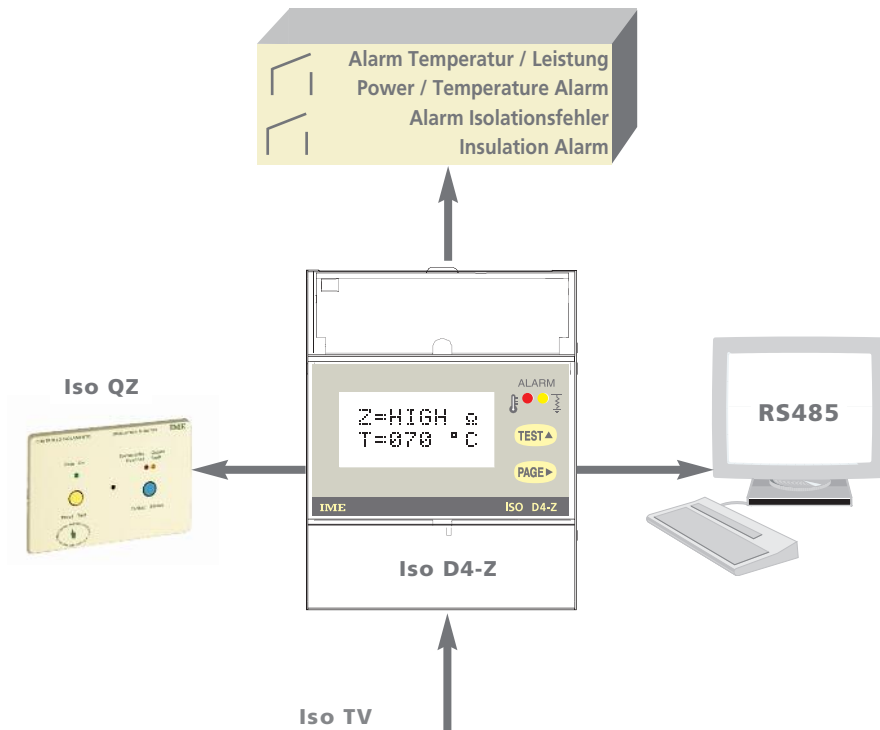 Alarm Temperatur / Leistung
Power / Temperature Alarm
Alarm Isolationsfehler
Insulation Alarm
Iso QZ
IME
ALARM
Z=HIGH Ω
T=070 °C
TEST▲
PAGE▶
IME
ISO D4-Z
Iso D4-Z
RS485
Iso TV